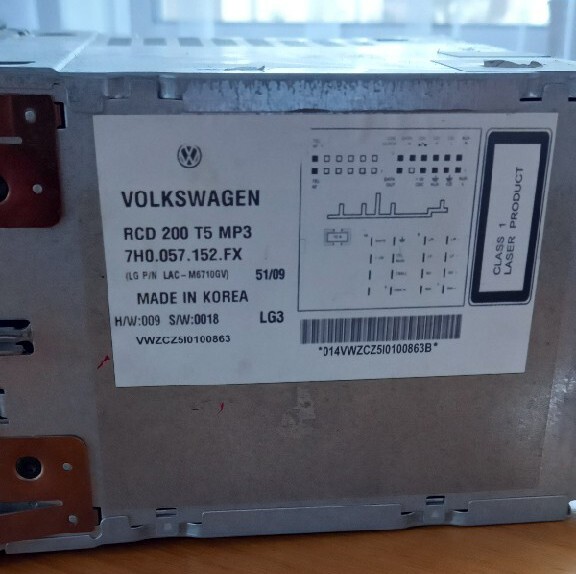 VOLKSWAGEN
RCD 200 T5 MP3
7H0.057.152.FX
(LG P/N LAC-M6710GV) 51/09
MADE IN KOREA
H/W:009 S/W:0018 LG3
VWZCZ5I0100863
*014VWZCZ5I0100863B*
CLASS 1
LASER PRODUCT